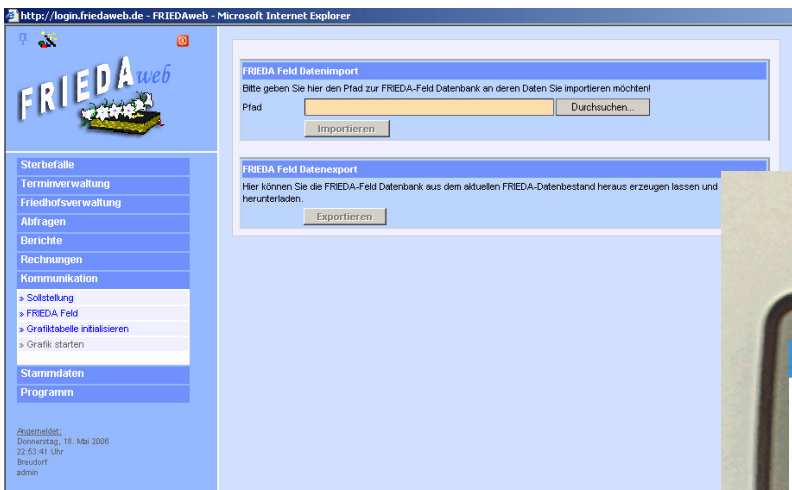 http://login.friedaweb.de - FRIEDAweb - Microsoft Internet Explorer
FRIEDA web
Sterbefälle
Terminverwaltung
Friedhofsverwaltung
Abfragen
Berichte
Rechnungen
Kommunikation
» Sollstellung
» FRIEDA Feld
» Grafiktabelle initialisieren
» Grafik starten
Stammdaten
Programm
Angemeldet:
Donnerstag, 18. Mai 2006
22:53:41 Uhr
Breudorf
admin
FRIEDA Feld Datenimport
Bitte geben Sie hier den Pfad zur FRIEDA-Feld Datenbank an deren Daten Sie importieren möchten!
Pfad
Durchsuchen...
Importieren
FRIEDA Feld Datenexport
Hier können Sie die FRIEDA-Feld Datenbank aus dem aktuellen FRIEDA-Datenbestand heraus erzeugen lassen und
herunterladen.
Exportieren